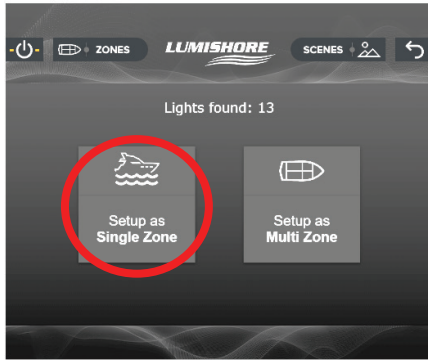 ZONES
LUMISHORE
SCENES
Lights found: 13
Setup as
Single Zone
Setup as
Multi Zone